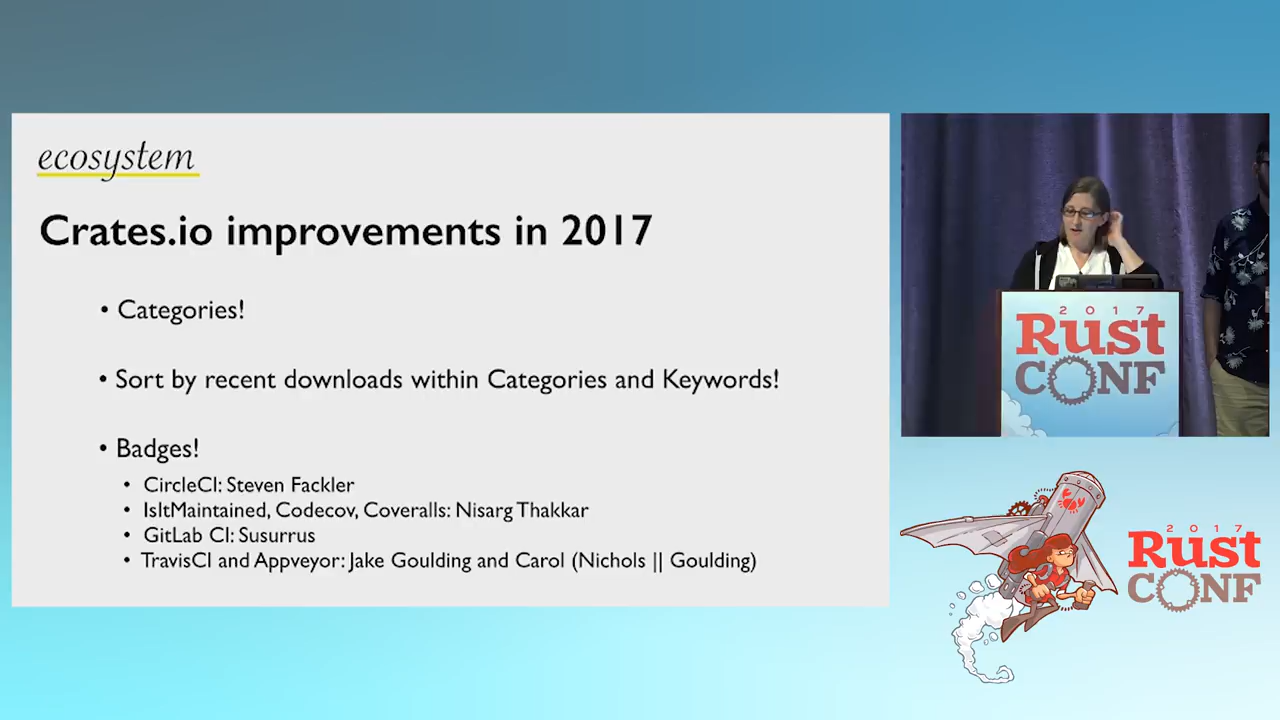 ecosystem
Crates.io improvements in 2017
• Categories!
• Sort by recent downloads within Categories and Keywords!
• Badges!
• CircleCI: Steven Fackler
• IsItMaintained, Codecov, Coveralls: Nisarg Thakkar
• GitLab CI: Susurrus
• TravisCI and Appveyor: Jake Goulding and Carol (Nichols || Goulding)
2017
Rust
CONF
2017
Rust
CONF